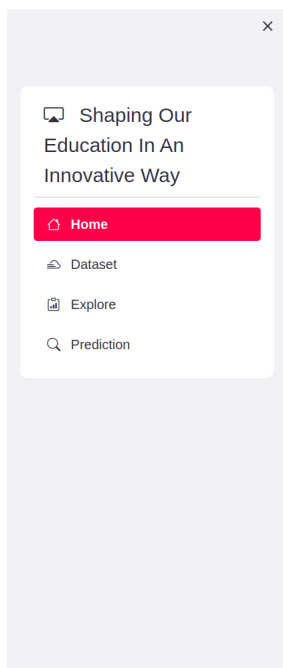 Shaping Our
Education In An
Innovative Way
Home
Dataset
Explore
Prediction